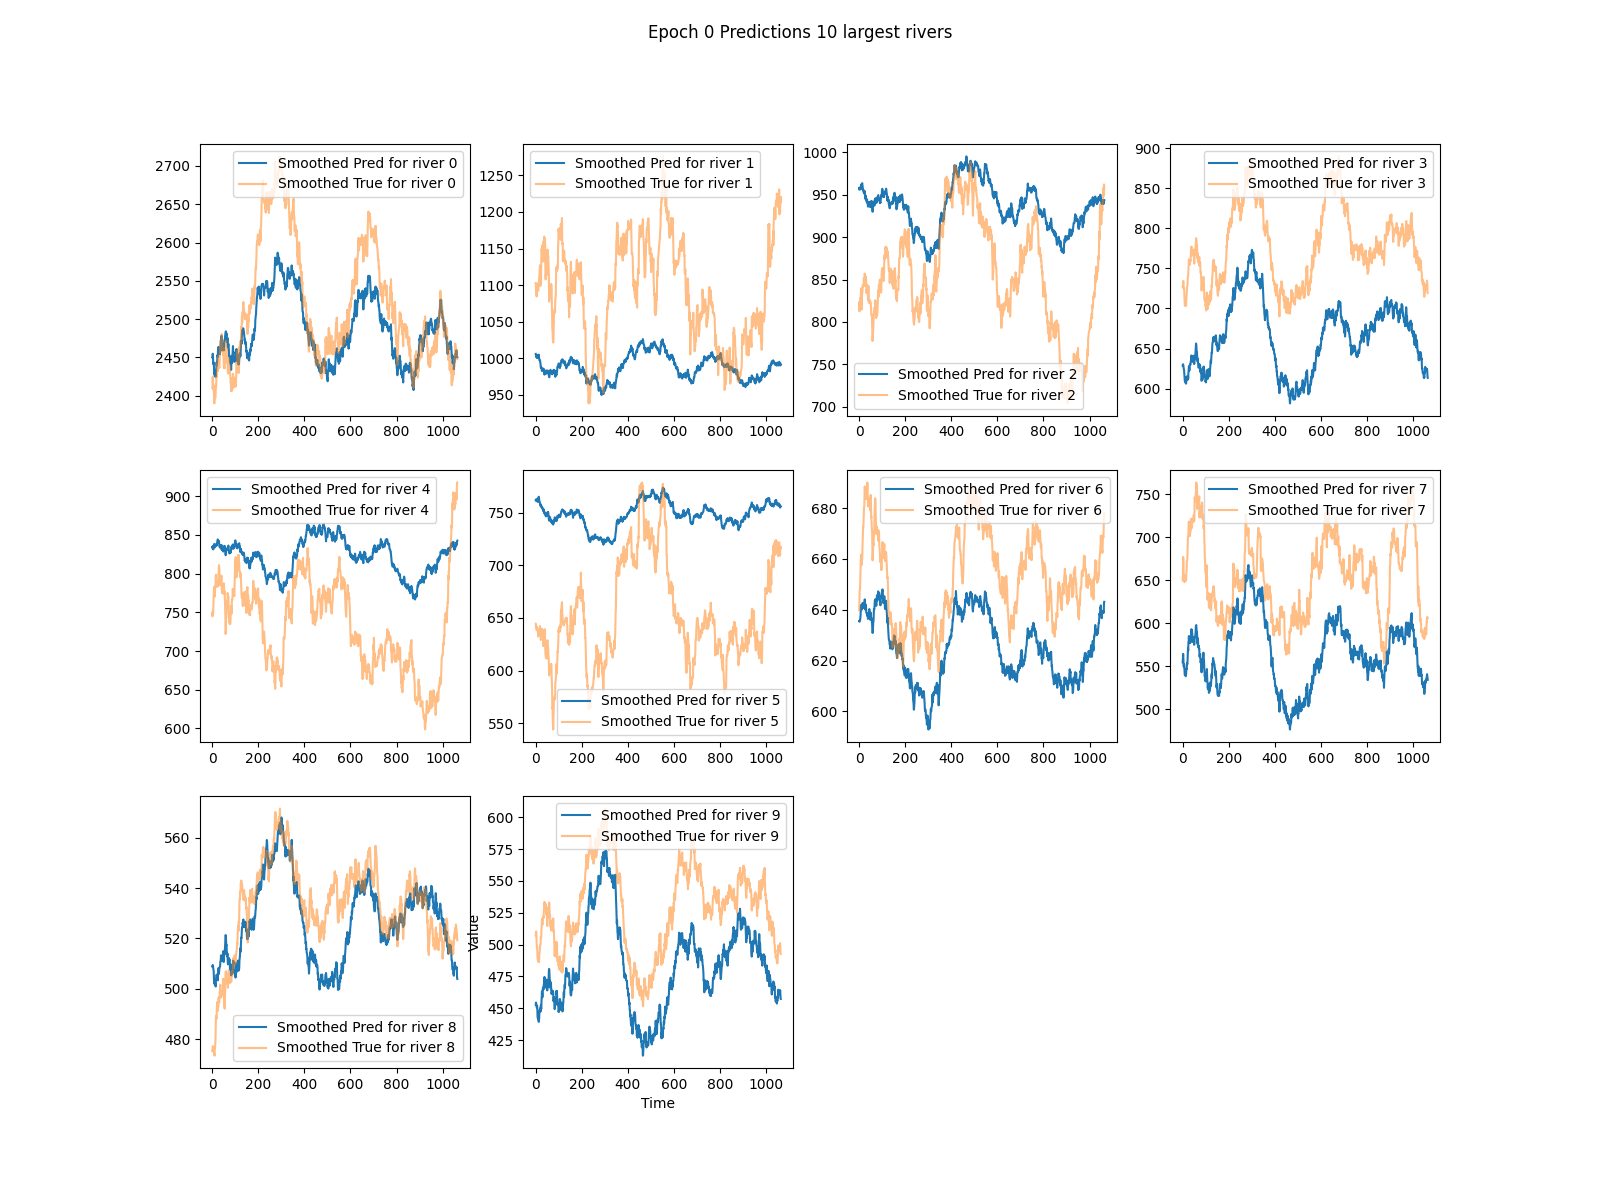 Epoch 0 Predictions 10 largest rivers
Smoothed Pred for river 0
Smoothed True for river 0
2700
2650
2600
2550
2500
2450
2400
0 200 400 600 800 1000
Smoothed Pred for river 1
Smoothed True for river 1
1250
1200
1150
1100
1050
1000
950
0 200 400 600 800 1000
1000
950
900
850
800
750
700
Smoothed Pred for river 2
Smoothed True for river 2
0 200 400 600 800 1000
Smoothed Pred for river 3
Smoothed True for river 3
900
850
800
750
700
650
600
0 200 400 600 800 1000
Smoothed Pred for river 4
Smoothed True for river 4
900
850
800
750
700
650
600
0 200 400 600 800 1000
750
700
650
600
550
Smoothed Pred for river 5
Smoothed True for river 5
0 200 400 600 800 1000
Smoothed Pred for river 6
Smoothed True for river 6
680
660
640
620
600
0 200 400 600 800 1000
Smoothed Pred for river 7
Smoothed True for river 7
750
700
650
600
550
500
0 200 400 600 800 1000
560
540
520
500
480
Smoothed Pred for river 8
Smoothed True for river 8
0 200 400 600 800 1000
Smoothed Pred for river 9
Smoothed True for river 9
600
575
550
525
500
475
450
425
Value
0 200 400 600 800 1000
Time